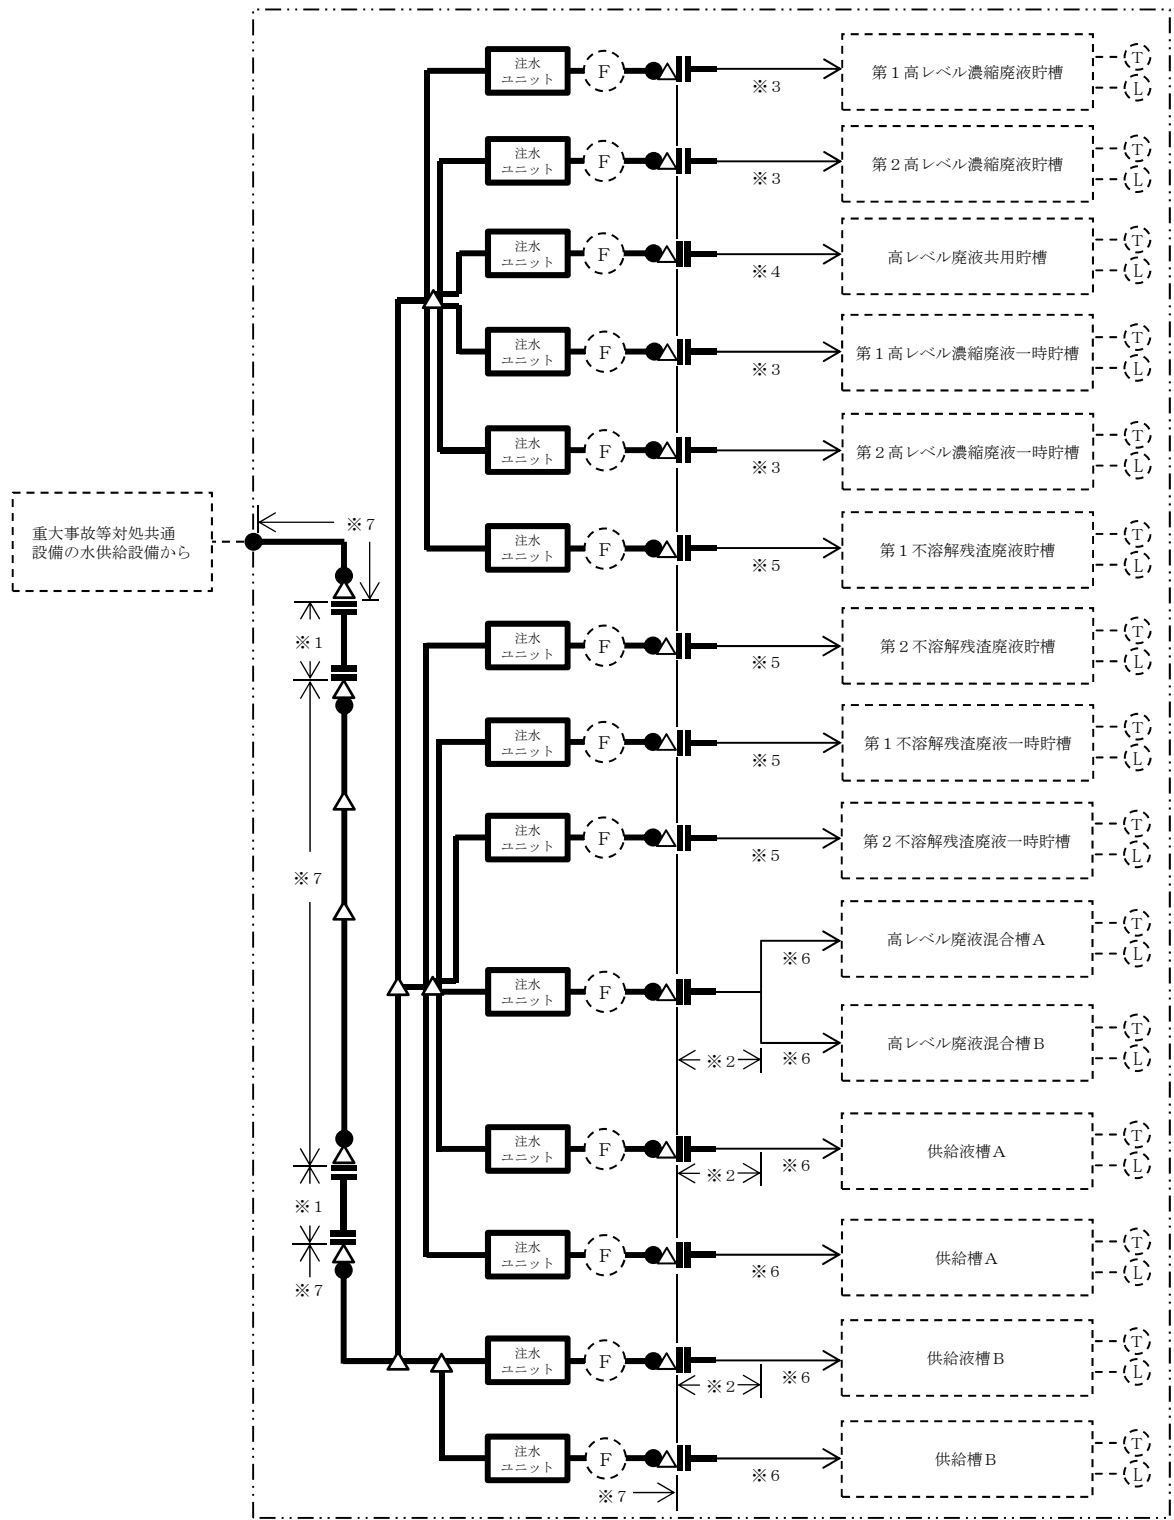 注水
ユニット
F
※3
第1高レベル濃縮廃液貯槽
T
L
注水
ユニット
F
※3
第2高レベル濃縮廃液貯槽
T
L
注水
ユニット
F
※4
高レベル廃液共用貯槽
T
L
注水
ユニット
F
※3
第1高レベル濃縮廃液一時貯槽
T
L
注水
ユニット
F
※3
第2高レベル濃縮廃液一時貯槽
T
L
重大事故等対処共通
設備の水供給設備から
※7
※1
※7
※1
※7
注水
ユニット
F
※5
第1不溶解残渣廃液貯槽
T
L
注水
ユニット
F
※5
第2不溶解残渣廃液貯槽
T
L
注水
ユニット
F
※5
第1不溶解残渣廃液一時貯槽
T
L
注水
ユニット
F
※5
第2不溶解残渣廃液一時貯槽
T
L
注水
ユニット
F
※6
高レベル廃液混合槽A
T
L
※2
※6
高レベル廃液混合槽B
T
L
注水
ユニット
F
※2
※6
供給液槽A
T
L
注水
ユニット
F
※6
供給槽A
T
L
注水
ユニット
F
※2
※6
供給液槽B
T
L
注水
ユニット
F
※7
※6
供給槽B
T
L